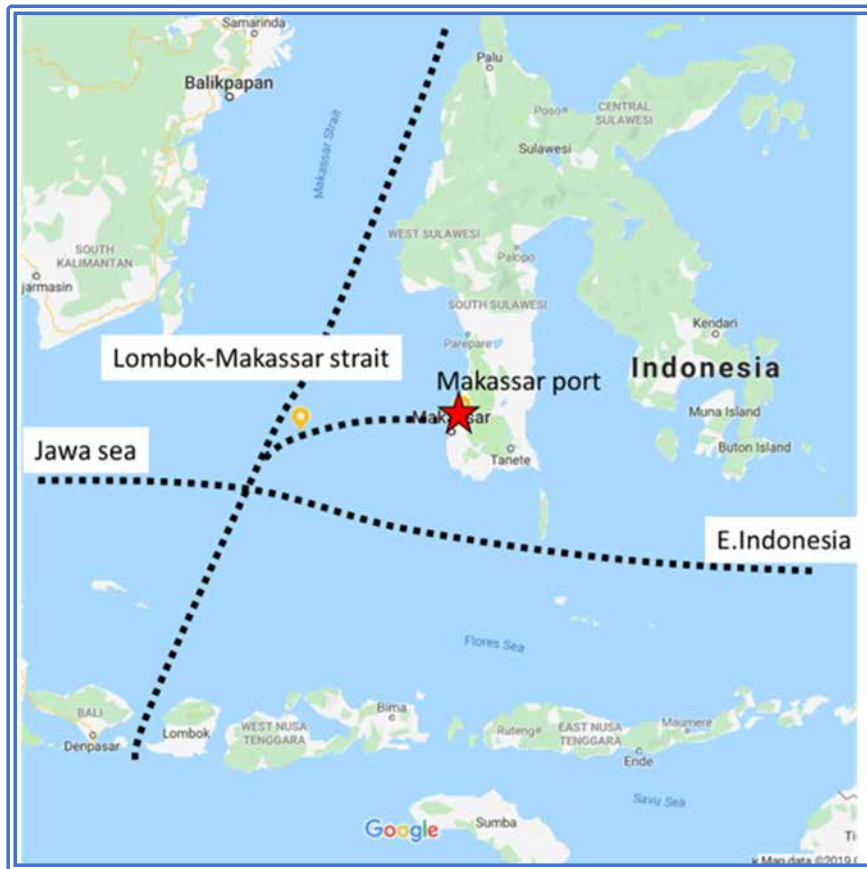 Samarinda
Balikpapan
Palu
Makassar Strait
Poso
CENTRAL
SULAWESI
Sulawesi
WEST SULAWESI
Palopo
SOUTH
KALIMANTAN
jarmasin
SOUTH SULAWESI
Kendari
Parepare
Lombok-Makassar strait
Indonesia
Makassar port
Makassar
Muna Island
Buton Island
Jawa sea
Tanete
E.Indonesia
Flores Sea
BALI
Denpasar
Lombok
WEST NUSA
TENGGARA
Bima
Ruteng
EAST NUSA
TENGGARA
Maumere
Ende
Savu Sea
Google
Sumba
Ti
Map data ©2019